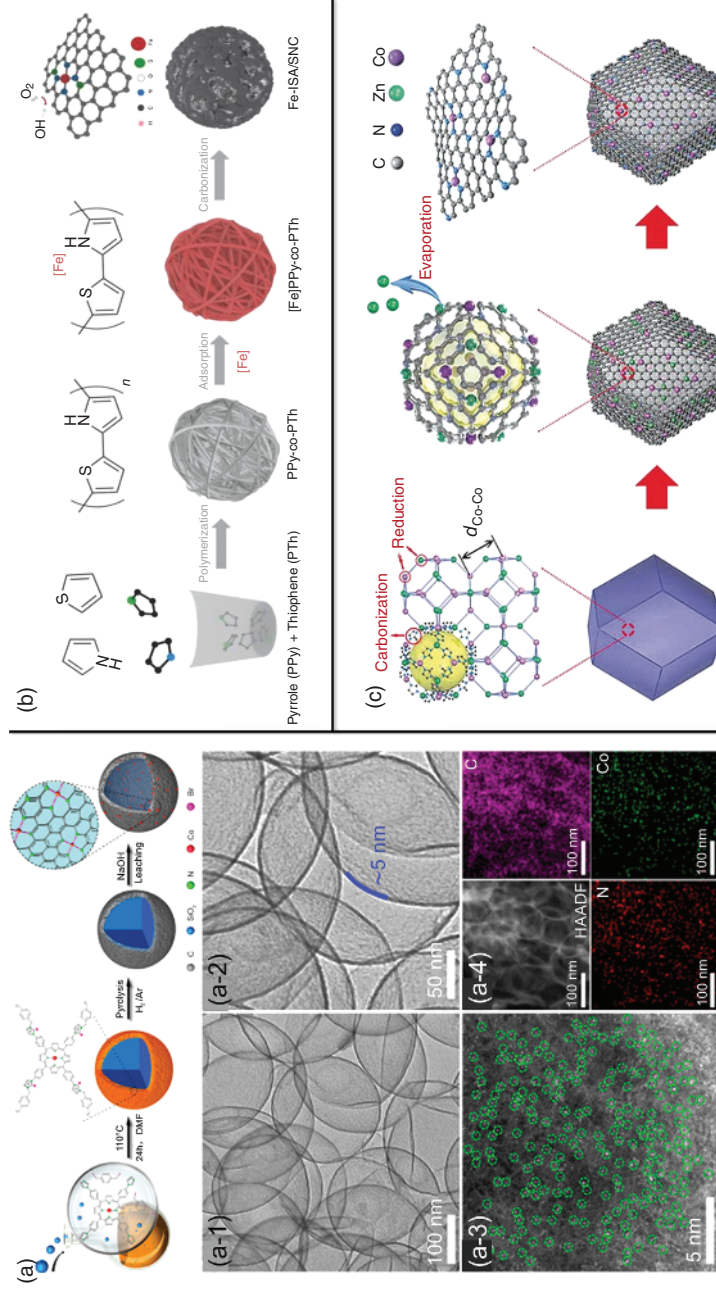 (a)
110°C
24h, DMF
Pyrolysis
H₂/Ar
NaOH
Leaching
C
SiO₂
N
Co
Br
(a-1)
100 nm
(a-2)
~5 nm
50 nm
(a-3)
5 nm
(a-4)
HAADF
100 nm
C
100 nm
N
100 nm
Co
100 nm
(b)
N
H
S
Pyrrole (PPy) + Thiophene (PTh)
Polymerization
S
H
N
n
PPy-co-PTh
Adsorption
[Fe]
S
H
N
[Fe]
[Fe]PPy-co-PTh
Carbonization
OH
O₂
Fe
S
O
N
C
H
Fe-ISA/SNC
(c)
Carbonization
Reduction
dCo-Co
Evaporation
C
N
Zn
Co